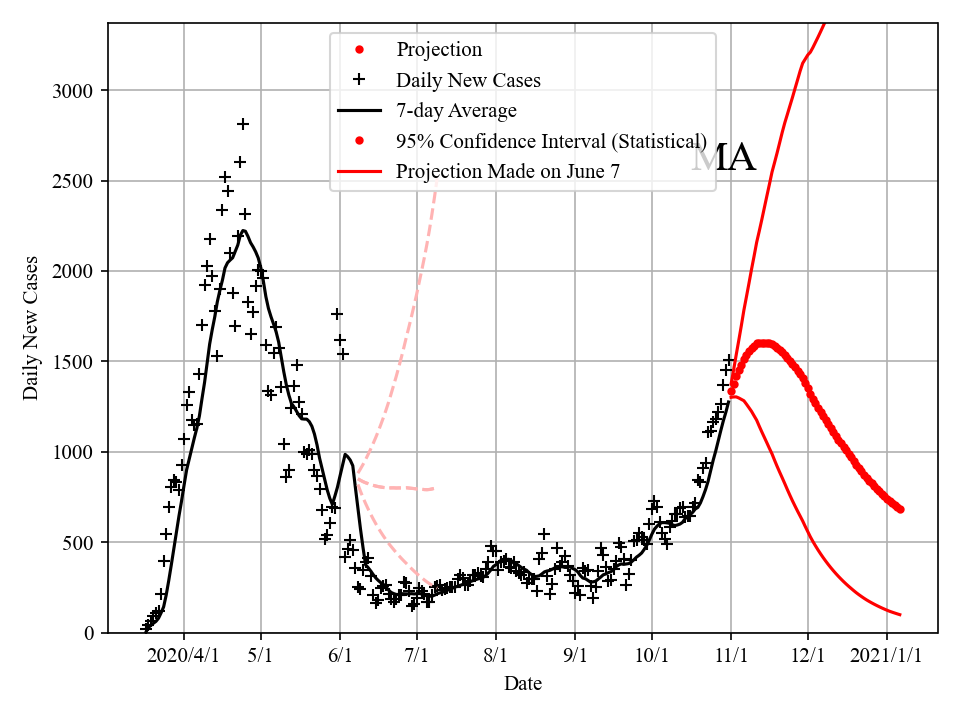 Projection
Daily New Cases
7-day Average
95% Confidence Interval (Statistical)
Projection Made on June 7
MA
3000
2500
2000
1500
1000
500
0
Daily New Cases
2020/4/1 5/1 6/1 7/1 8/1 9/1 10/1 11/1 12/1 2021/1/1
Date